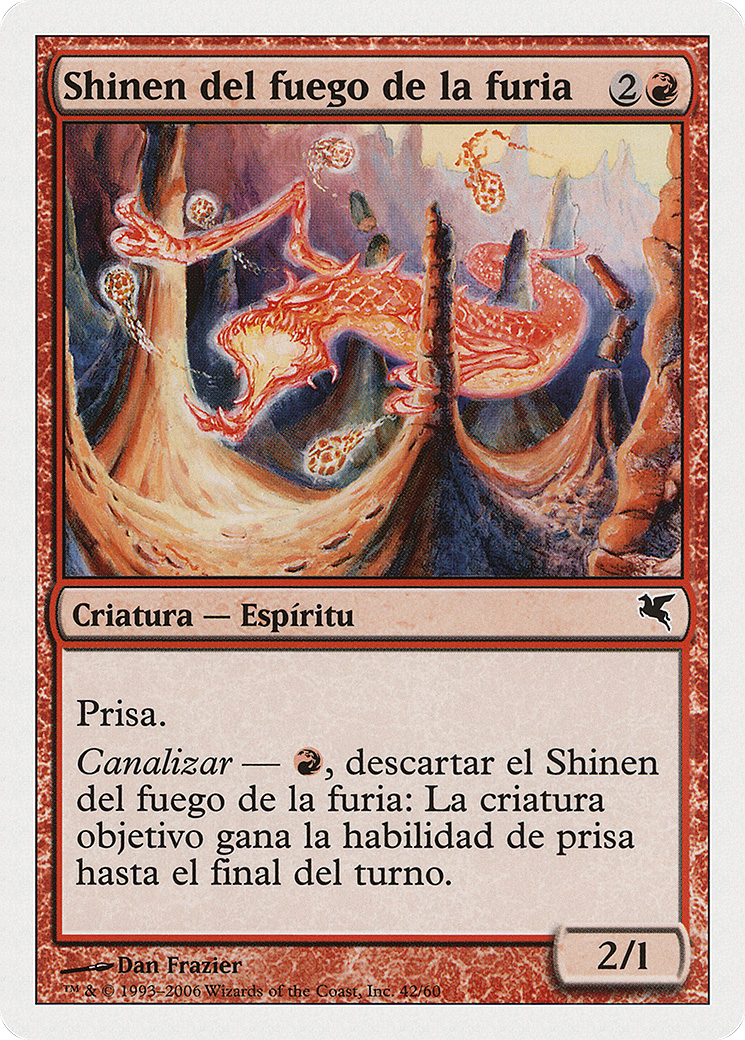 Shinen del fuego de la furia 2
Criatura — Espíritu
Prisa.
Canalizar — , descartar el Shinen
del fuego de la furia: La criatura
objetivo gana la habilidad de prisa
hasta el final del turno.
2/1
Dan Frazier
™ & © 1993–2006 Wizards of the Coast, Inc. 42/60